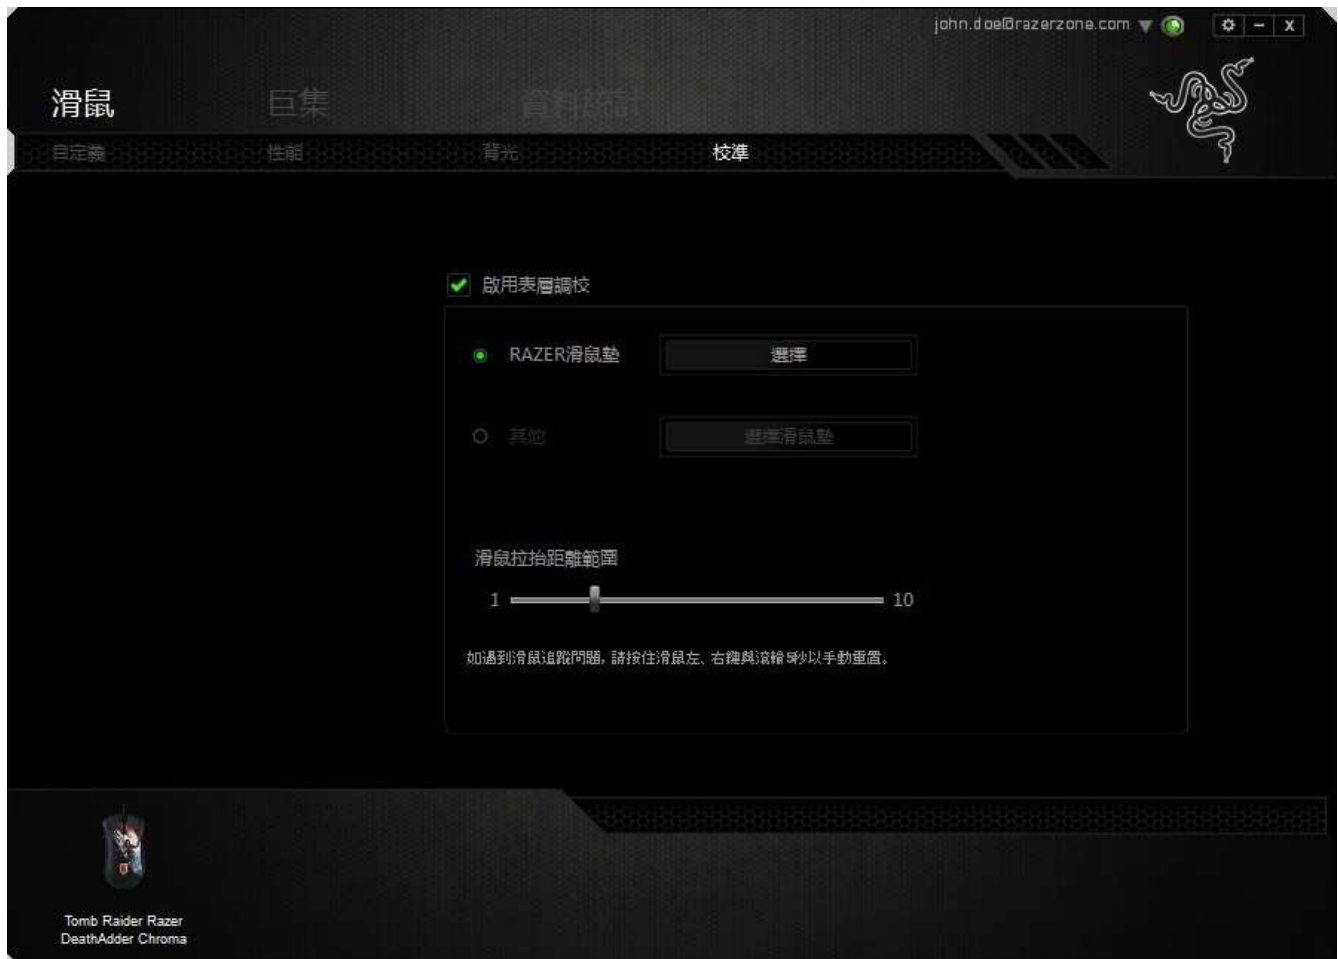 john.doe@razerzone.com
滑鼠 巨集 資料統計
自定義 性能 背光 校準
啟用表層調校
RAZER滑鼠墊 選擇
其他 選擇滑鼠墊
滑鼠拉抬距離範圍
1 10
如遇到滑鼠追蹤問題, 請按住滑鼠左、右鍵與滾輪 5秒以手動重置。
Tomb Raider Razer
DeathAdder Chroma